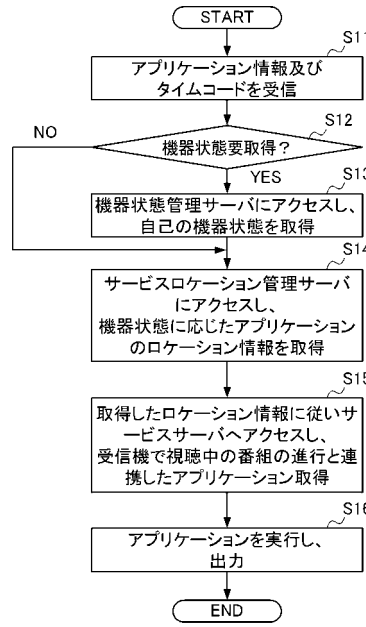 START
S11
アプリケーション情報及び
タイムコードを受信
S12
NO
機器状態要取得？
YES
S13
機器状態管理サーバにアクセスし、
自己の機器状態を取得
S14
サービスロケーション管理サーバ
にアクセスし、
機器状態に応じたアプリケーション
のロケーション情報を取得
S15
取得したロケーション情報に従いサ
ービスサーバへアクセスし、
受信機で視聴中の番組の進行と連
携したアプリケーション取得
S16
アプリケーションを実行し、
出力
END